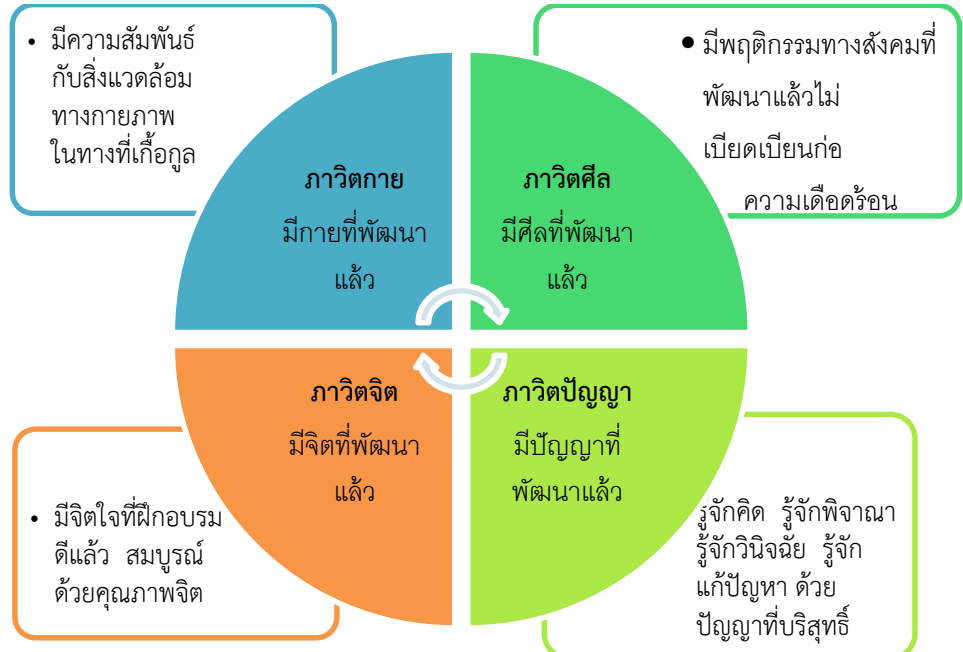 • มีความสัมพันธ์
กับสิ่งแวดล้อม
ทางกายภาพ
ในทางที่เกื้อกูล
ภาวิตกาย
มีกายที่พัฒนา
แล้ว
ภาวิตศีล
มีศีลที่พัฒนา
แล้ว
• มีพฤติกรรมทางสังคมที่
พัฒนาแล้วไม่
เบียดเบียนก่อ
ความเดือดร้อน
• มีจิตใจที่ฝึกอบรม
ดีแล้ว สมบูรณ์
ด้วยคุณภาพจิต
ภาวิตจิต
มีจิตที่พัฒนา
แล้ว
ภาวิตปัญญา
มีปัญญาที่
พัฒนาแล้ว
รู้จักคิด รู้จักพิจาณา
รู้จักวินิจฉัย รู้จัก
แก้ปัญหา ด้วย
ปัญญาที่บริสุทธิ์